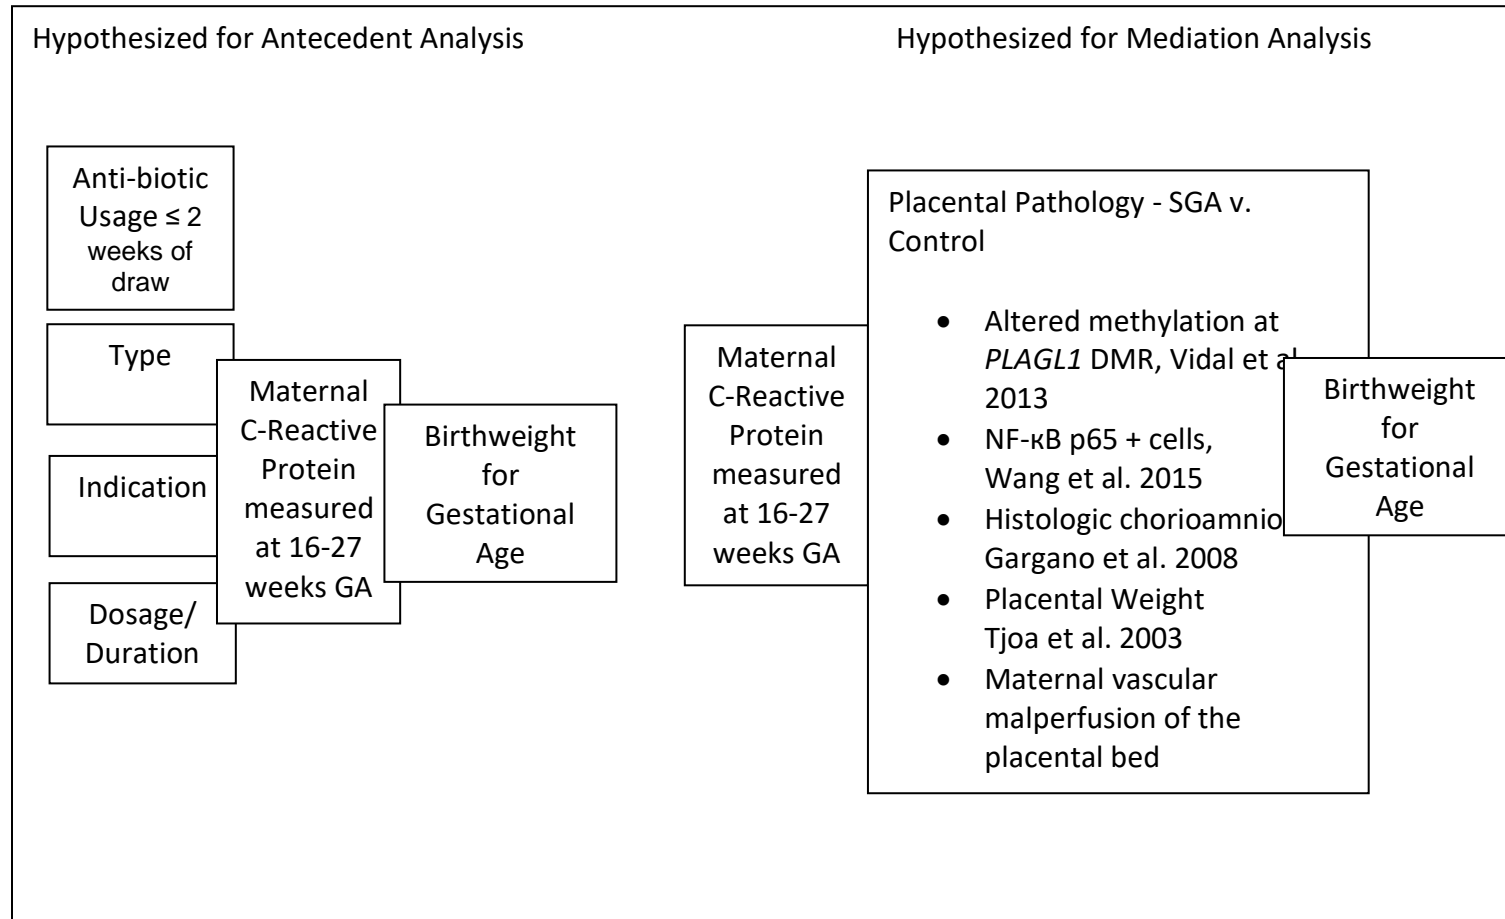 Hypothesized for Antecedent Analysis
Hypothesized for Mediation Analysis
Anti-biotic
Usage ≤ 2
weeks of
draw
Type
Indication
Dosage/
Duration
Maternal
C-Reactive
Protein
measured
at 16-27
weeks GA
Birthweight
for
Gestational
Age
Maternal
C-Reactive
Protein
measured
at 16-27
weeks GA
Placental Pathology - SGA v.
Control
• Altered methylation at
PLAGL1 DMR, Vidal et al
2013
• NF-κB p65 + cells,
Wang et al. 2015
• Histologic chorioamnio
Gargano et al. 2008
• Placental Weight
Tjoa et al. 2003
• Maternal vascular
malperfusion of the
placental bed
Birthweight
for
Gestational
Age